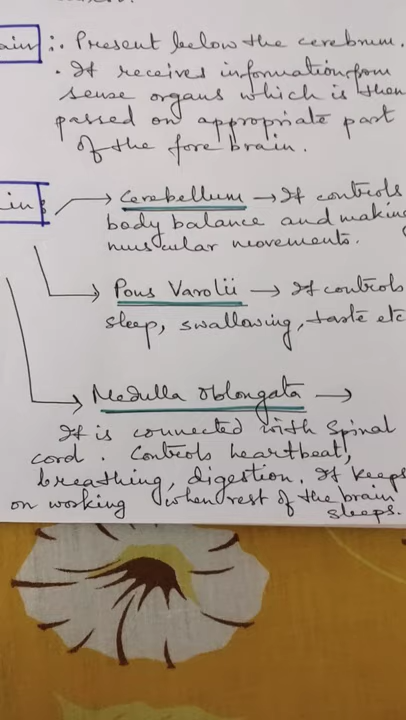 ain :. Present below the cerebrum.
. It receives information from
sense organs which is then
passed on appropriate part
of the fore brain.
in : → Cerebellum → It controls
body balance and making
muscular movements.
→ Pons Varolii → It controls
sleep, swallowing, taste etc
→ Medulla oblongata →
It is connected with spinal
cord. Controls heartbeat,
breathing, digestion. It keeps
on working when rest of the brain
sleeps.